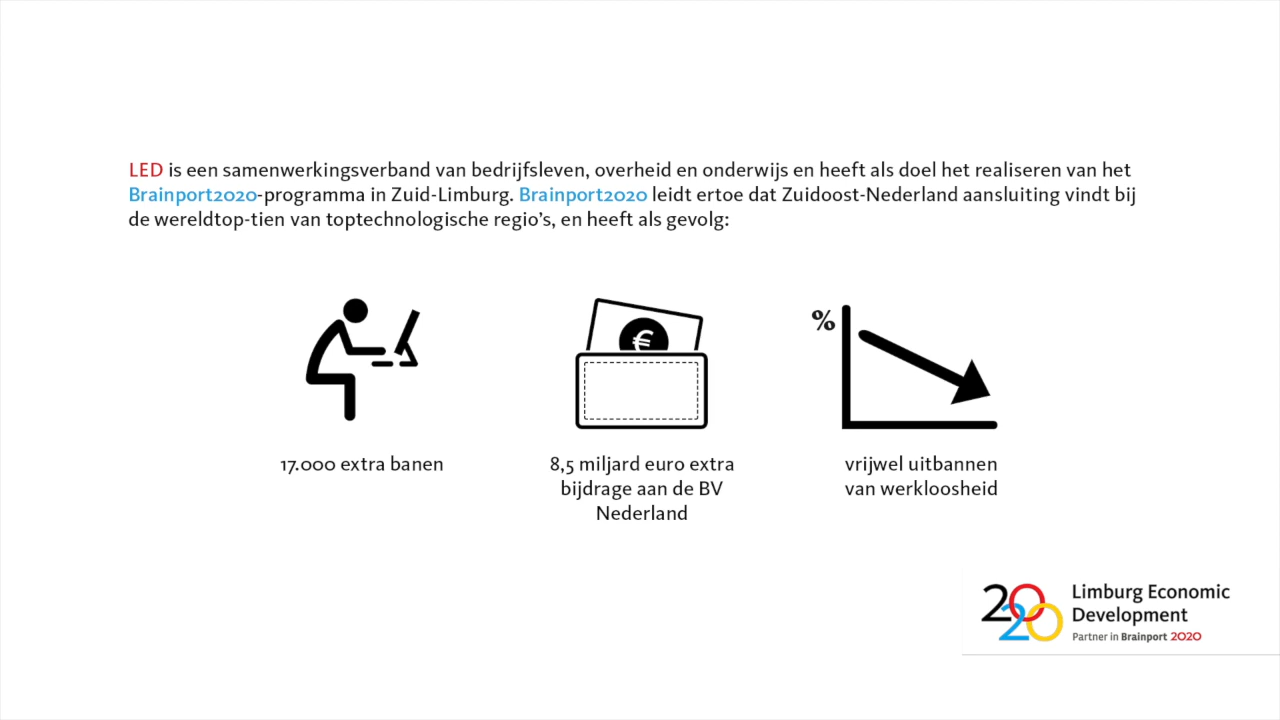 LED is een samenwerkingsverband van bedrijfsleven, overheid en onderwijs en heeft als doel het realiseren van het
Brainport2020-programma in Zuid-Limburg. Brainport2020 leidt ertoe dat Zuidoost-Nederland aansluiting vindt bij
de wereldtop-tien van toptechnologische regio's, en heeft als gevolg:
€
%
17.000 extra banen
8,5 miljard euro extra
bijdrage aan de BV
Nederland
vrijwel uitbannen
van werkloosheid
2020
Limburg Economic
Development
Partner in Brainport 2020